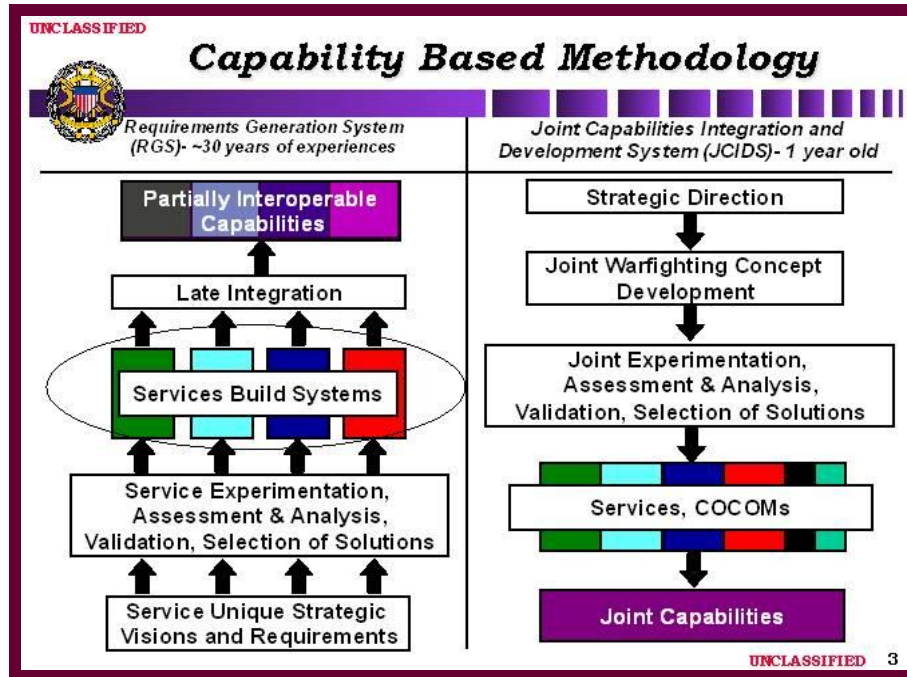 UNCLASSIFIED
Capability Based Methodology
Requirements Generation System
(RGS)- ~30 years of experiences
Partially Interoperable
Capabilities
Late Integration
Services Build Systems
Service Experimentation,
Assessment & Analysis,
Validation, Selection of Solutions
Service Unique Strategic
Visions and Requirements
Joint Capabilities Integration and
Development System (JCIDS)- 1 year old
Strategic Direction
Joint Warfighting Concept
Development
Joint Experimentation,
Assessment & Analysis,
Validation, Selection of Solutions
Services, COCOMs
Joint Capabilities
UNCLASSIFIED 3